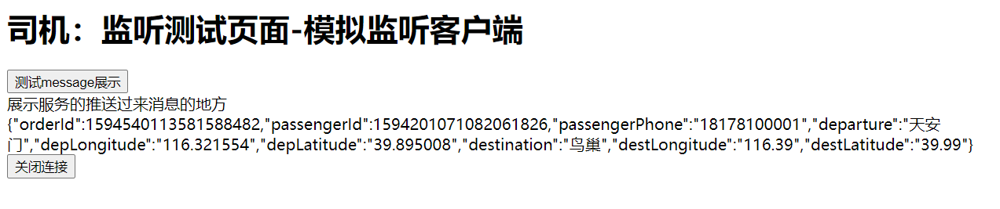 司机：监听测试页面-模拟监听客户端
测试message展示
展示服务的推送过来消息的地方
{"orderId":1594540113581588482,"passengerId":1594201071082061826,"passengerPhone":"18178100001","departure":"天安
门","depLongitude":"116.321554","depLatitude":"39.895008","destination":"鸟巢","destLongitude":"116.39","destLatitude":"39.99"}
关闭连接